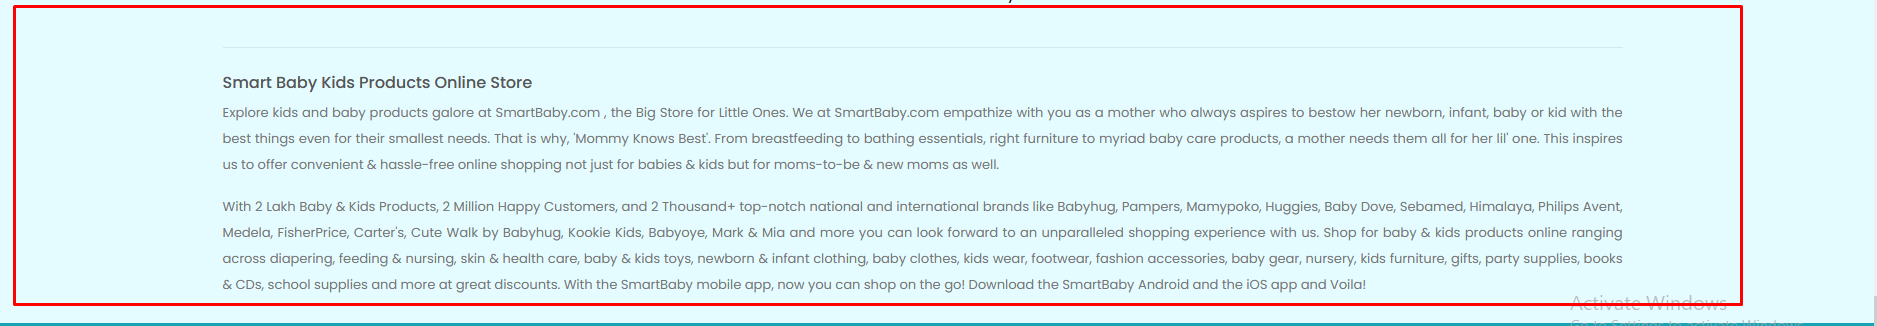 Smart Baby Kids Products Online Store
Explore kids and baby products galore at SmartBaby.com , the Big Store for Little Ones. We at SmartBaby.com empathize with you as a mother who always aspires to bestow her newborn, infant, baby or kid with the
best things even for their smallest needs. That is why, 'Mommy Knows Best'. From breastfeeding to bathing essentials, right furniture to myriad baby care products, a mother needs them all for her lil' one. This inspires
us to offer convenient & hassle-free online shopping not just for babies & kids but for moms-to-be & new moms as well.
With 2 Lakh Baby & Kids Products, 2 Million Happy Customers, and 2 Thousand+ top-notch national and international brands like Babyhug, Pampers, Mamypoko, Huggies, Baby Dove, Sebamed, Himalaya, Philips Avent,
Medela, FisherPrice, Carter's, Cute Walk by Babyhug, Kookie Kids, Babyoye, Mark & Mia and more you can look forward to an unparalleled shopping experience with us. Shop for baby & kids products online ranging
across diapering, feeding & nursing, skin & health care, baby & kids toys, newborn & infant clothing, baby clothes, kids wear, footwear, fashion accessories, baby gear, nursery, kids furniture, gifts, party supplies, books
& CDs, school supplies and more at great discounts. With the SmartBaby mobile app, now you can shop on the go! Download the SmartBaby Android and the iOS app and Voila!
Activate Windows
Go to Settings to activate Windows.